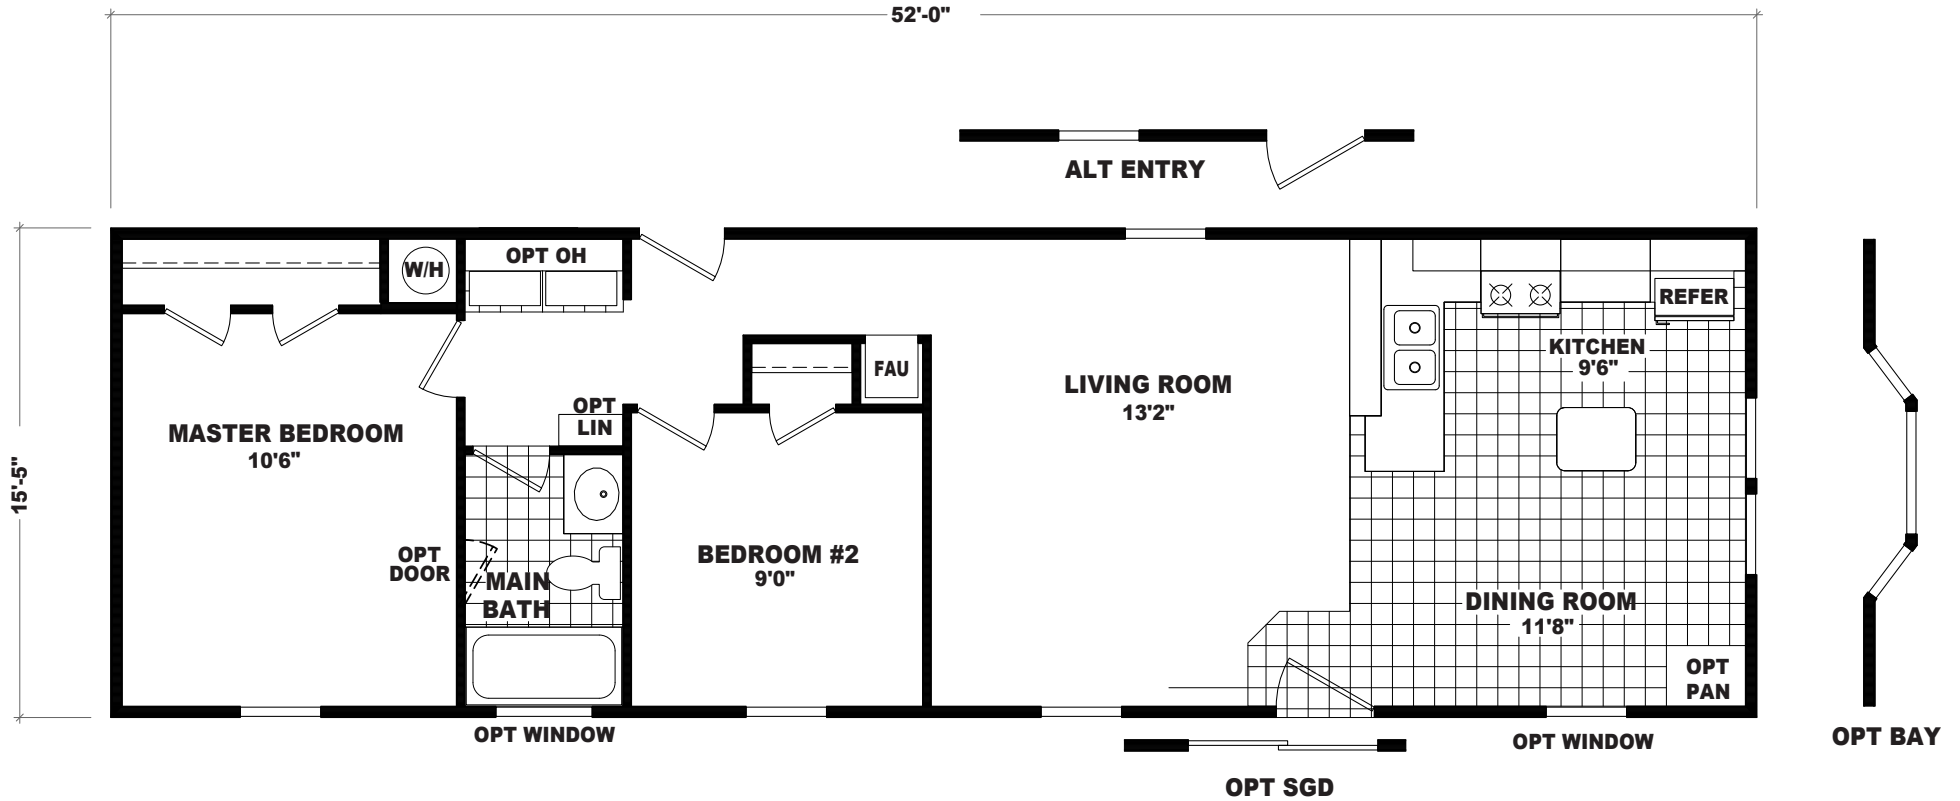 52'-0"
ALT ENTRY
W/H
OPT OH
REFER
KITCHEN
9'6"
FAU
LIVING ROOM
13'2"
OPT
LIN
MASTER BEDROOM
10'6"
15'-5"
OPT
DOOR
MAIN
BATH
BEDROOM #2
9'0"
DINING ROOM
11'8"
OPT
PAN
OPT WINDOW
OPT WINDOW
OPT BAY
OPT SGD